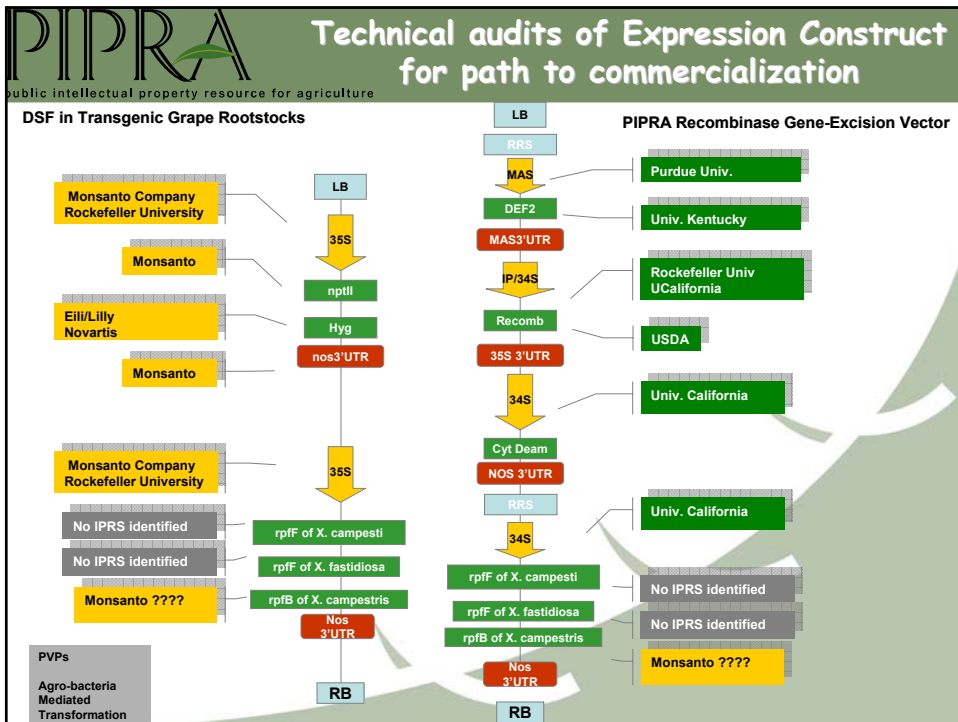 PIPRA
public intellectual property resource for agriculture
Technical audits of Expression Construct
for path to commercialization
DSF in Transgenic Grape Rootstocks
Monsanto Company
Rockefeller University
Monsanto
Eili/Lilly
Novartis
Monsanto
Monsanto Company
Rockefeller University
No IPRS identified
No IPRS identified
Monsanto ????
LB
35S
nptII
Hyg
nos3'UTR
35S
rpfF of X. campesti
rpfF of X. fastidiosa
rpfB of X. campestris
Nos
3'UTR
RB
PVPs
Agro-bacteria
Mediated
Transformation
PIPRA Recombinase Gene-Excision Vector
LB
RRS
MAS
DEF2
MAS3'UTR
IP/34S
Recomb
35S 3'UTR
34S
Cyt Deam
NOS 3'UTR
RRS
34S
rpfF of X. campesti
rpfF of X. fastidiosa
rpfB of X. campestris
Nos
3'UTR
RB
Purdue Univ.
Univ. Kentucky
Rockefeller Univ
UCalifornia
USDA
Univ. California
Univ. California
No IPRS identified
No IPRS identified
Monsanto ????